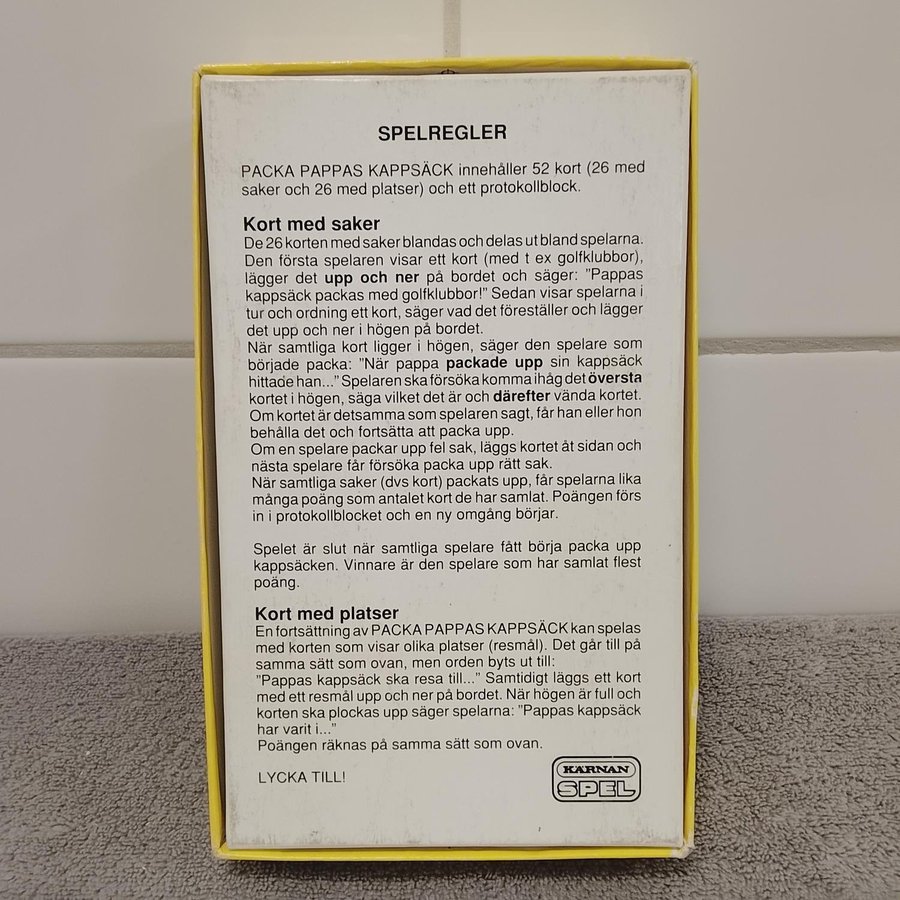 SPELREGLER
PACKA PAPPAS KAPPSÄCK innehåller 52 kort (26 med
saker och 26 med platser) och ett protokollblock.
Kort med saker
De 26 korten med saker blandas och delas ut bland spelarna.
Den första spelaren visar ett kort (med t ex golfklubbor),
lägger det upp och ner på bordet och säger: ”Pappas
kappsäck packas med golfklubbor!” Sedan visar spelarna i
tur och ordning ett kort, säger vad det föreställer och lägger
det upp och ner i högen på bordet.
När samtliga kort ligger i högen, säger den spelare som
började packa: ”När pappa packade upp sin kappsäck
hittade han...” Spelaren ska försöka komma ihåg det översta
kortet i högen, säga vilket det är och därefter vända kortet.
Om kortet är detsamma som spelaren sagt, får han eller hon
behålla det och fortsätta att packa upp.
Om en spelare packar upp fel sak, läggs kortet åt sidan och
nästa spelare får försöka packa upp rätt sak.
När samtliga saker (dvs kort) packats upp, får spelarna lika
många poäng som antalet kort de har samlat. Poängen förs
in i protokollblocket och en ny omgång börjar.
Spelet är slut när samtliga spelare fått börja packa upp
kappsäcken. Vinnare är den spelare som har samlat flest
poäng.
Kort med platser
En fortsättning av PACKA PAPPAS KAPPSÄCK kan spelas
med korten som visar olika platser (resmål). Det går till på
samma sätt som ovan, men orden byts ut till:
”Pappas kappsäck ska resa till...” Samtidigt läggs ett kort
med ett resmål upp och ner på bordet. När högen är full och
korten ska plockas upp säger spelarna: ”Pappas kappsäck
har varit i...”
Poängen räknas på samma sätt som ovan.
LYCKA TILL!
KÄRNAN
SPEL